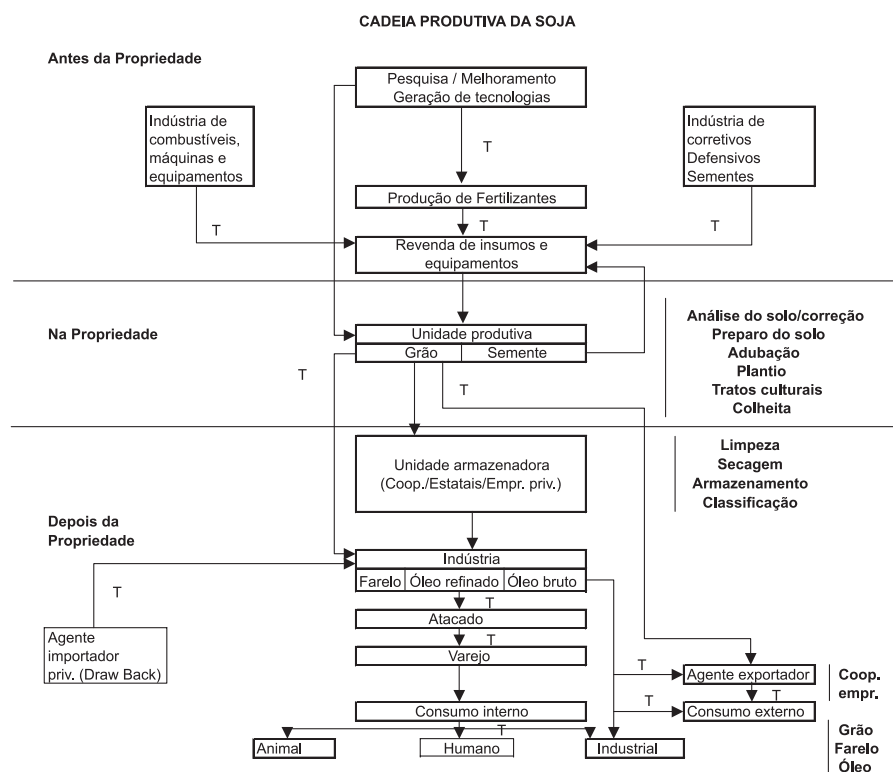 CADEIA PRODUTIVA DA SOJA
Antes da Propriedade
Pesquisa / Melhoramento
Geração de tecnologias
Indústria de
combustíveis,
máquinas e
equipamentos
Indústria de
corretivos
Defensivos
Sementes
T
Produção de Fertilizantes
T
T
T
Revenda de insumos e
equipamentos
Na Propriedade
Unidade produtiva
Grão
Semente
T
T
Análise do solo/correção
Preparo do solo
Adubação
Plantio
Tratos culturais
Colheita
Unidade armazenadora
(Coop./Estatais/Empr. priv.)
Limpeza
Secagem
Armazenamento
Classificação
Depois da
Propriedade
Indústria
Farelo
Óleo refinado
Óleo bruto
T
T
Atacado
T
T
Varejo
Agente
importador
priv. (Draw Back)
T
Agente exportador
Coop.
empr.
T
T
Consumo interno
Consumo externo
T
Animal
Humano
Industrial
Grão
Farelo
Óleo